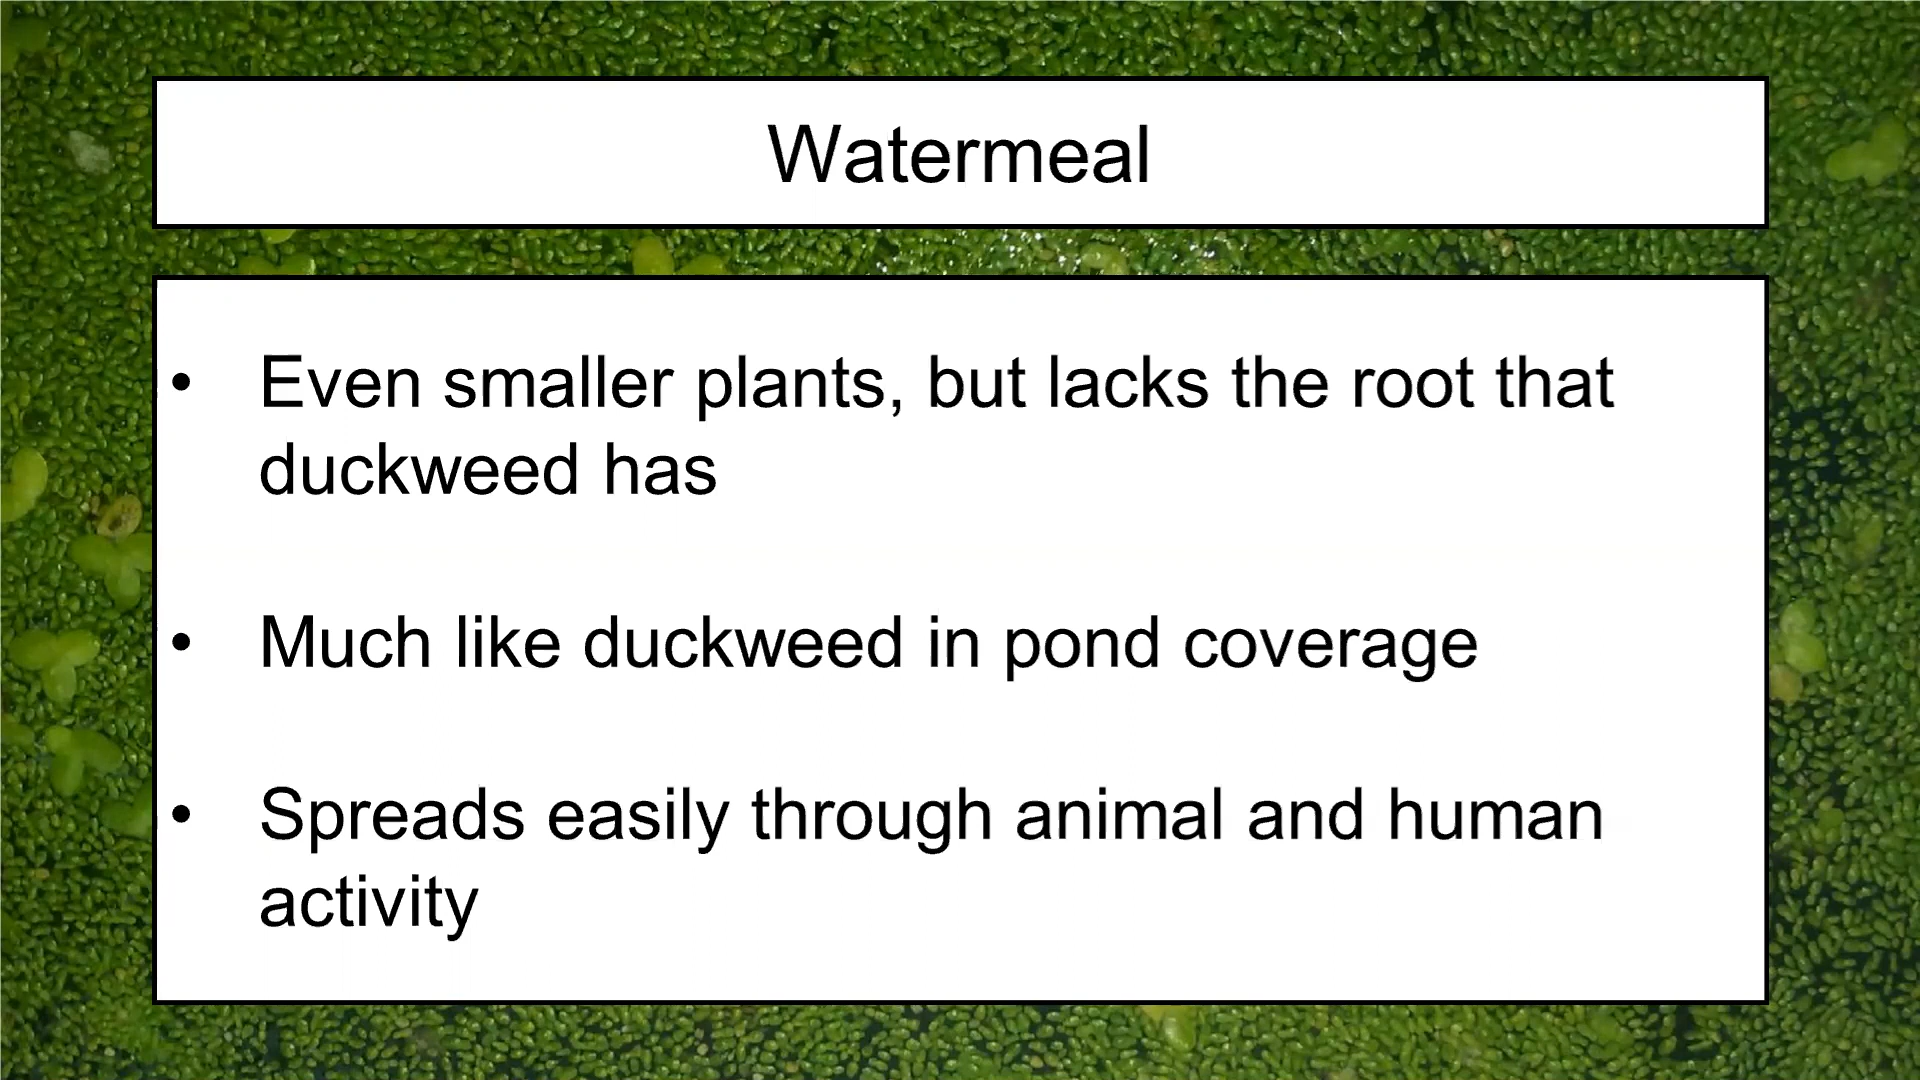 Watermeal
• Even smaller plants, but lacks the root that
duckweed has
• Much like duckweed in pond coverage
• Spreads easily through animal and human
activity